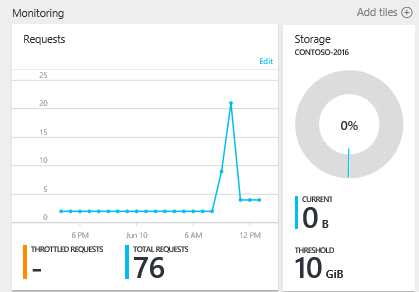 Monitoring
Add tiles
Requests
Edit
25
20
15
10
5
0
6 PM
Jun 10
6 AM
12 PM
THROTTLED REQUESTS
-
TOTAL REQUESTS
76
Storage
CONTOSO-2016
0%
CURRENT
0 B
THRESHOLD
10 GiB